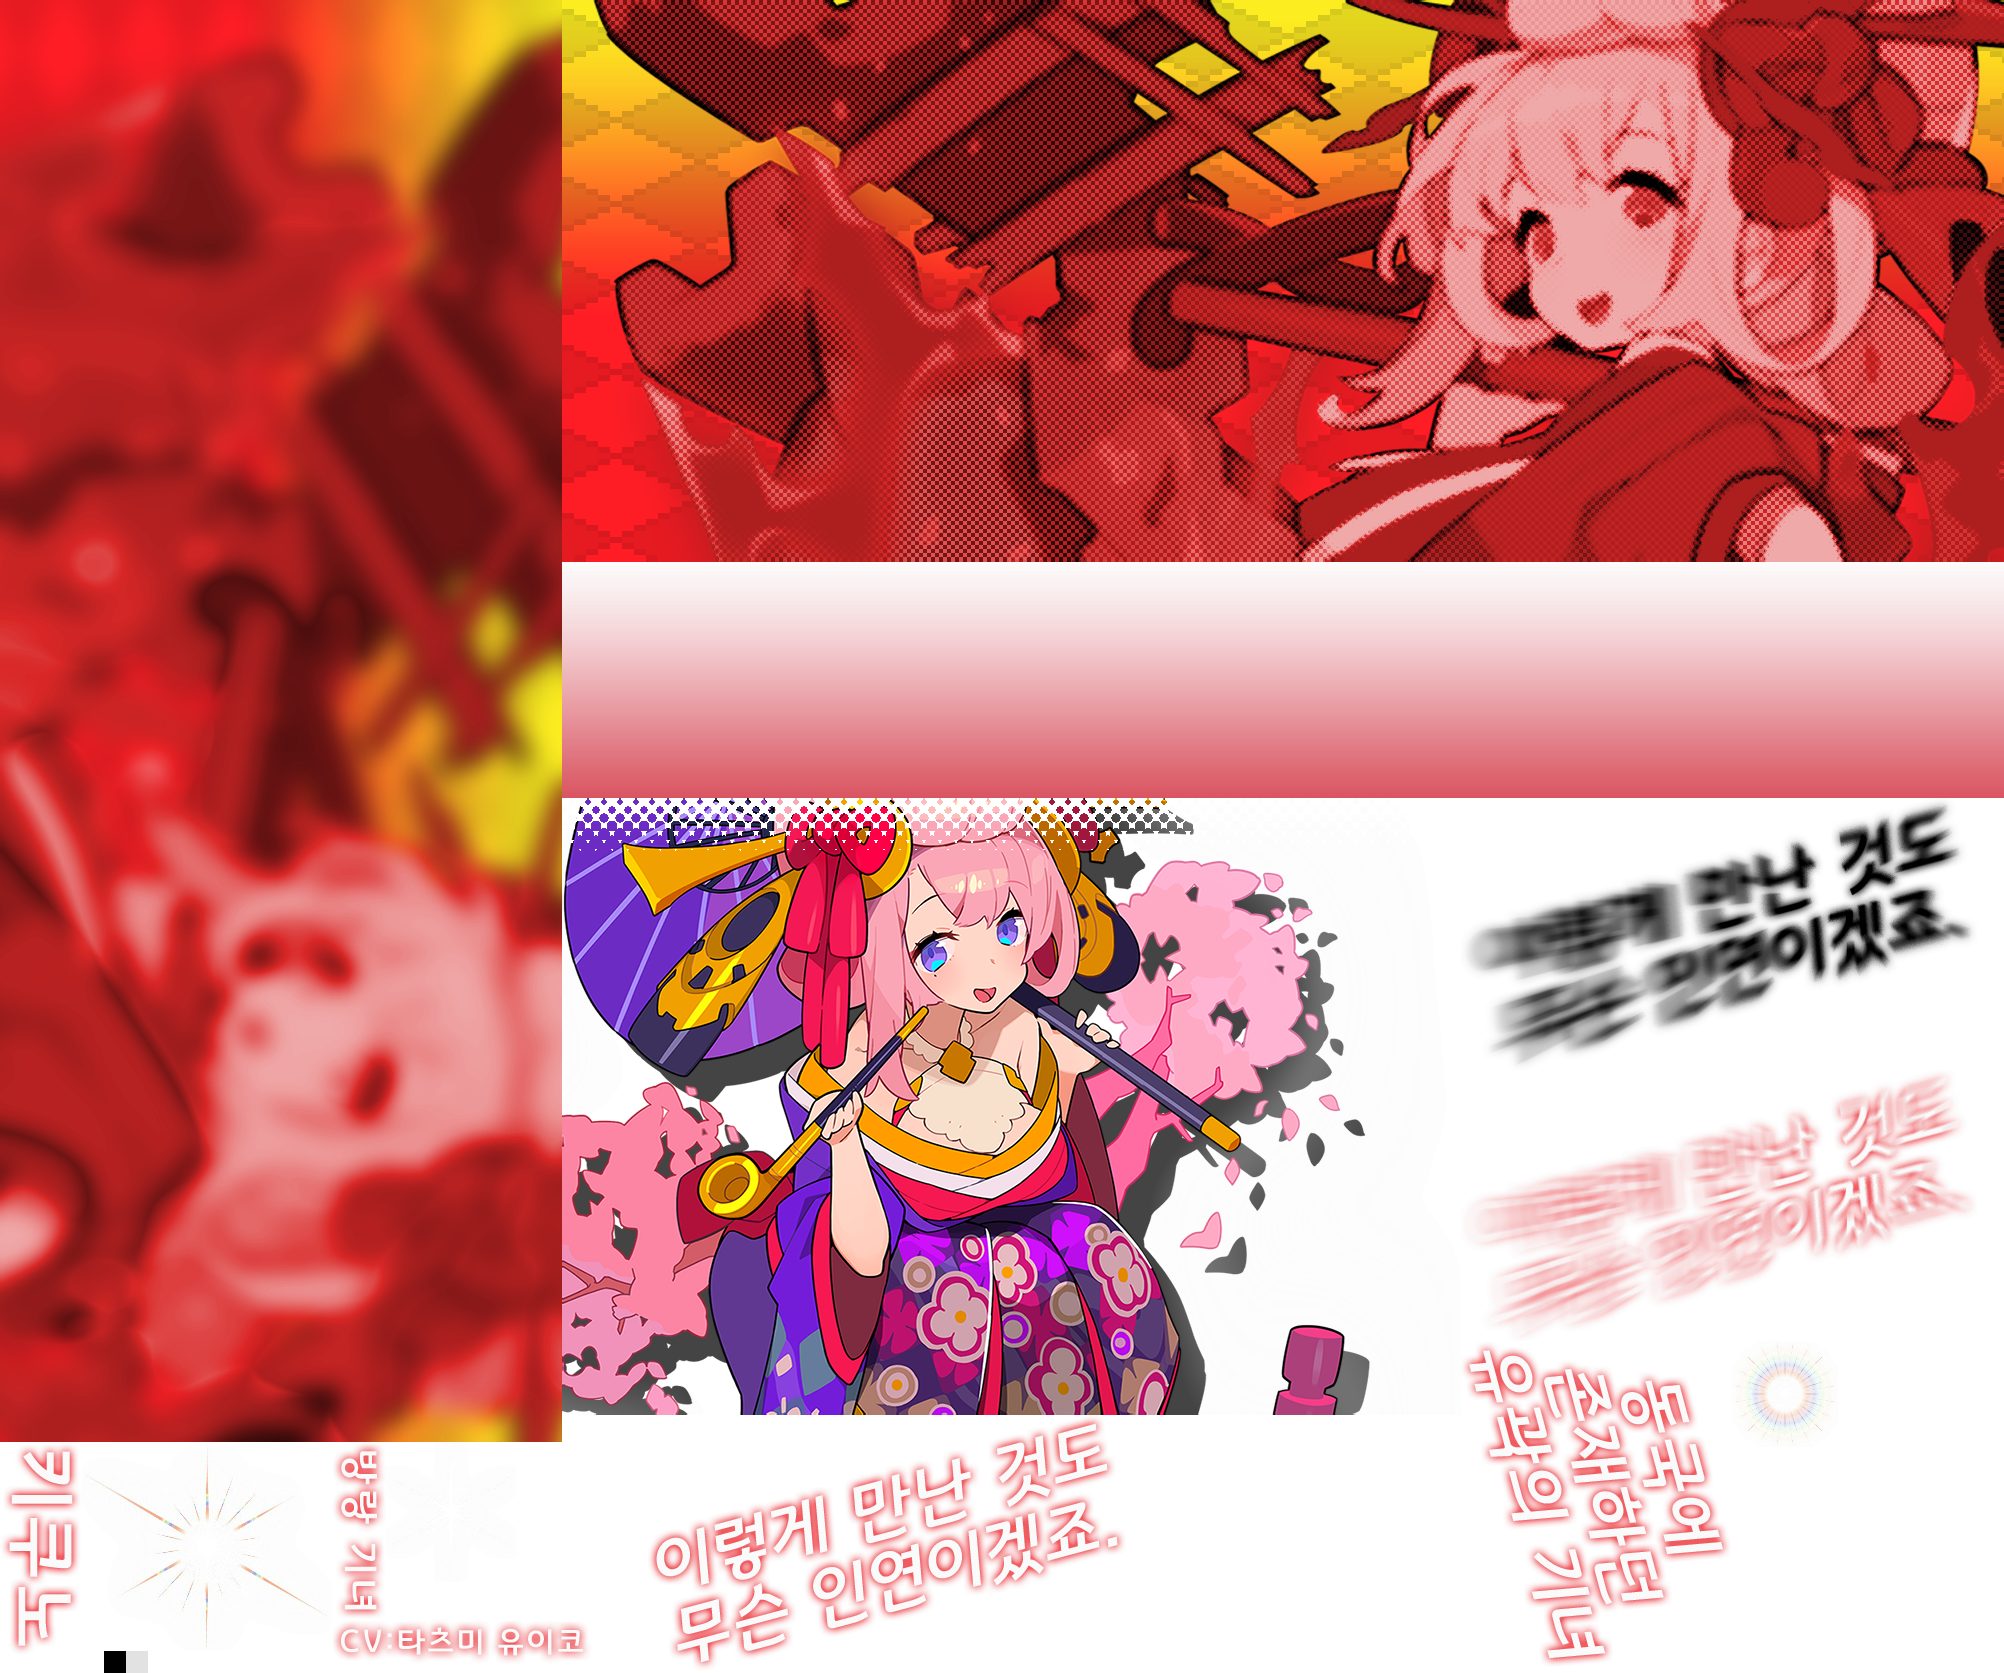 이렇게 만난 것도
무슨 인연이겠죠.
이렇게 만난 것도
무슨 인연이겠죠.
동국에
존재하던
유곽의 기녀
키쿠노
방랑 기녀
CV:타츠미 유이코
이렇게 만난 것도
무슨 인연이겠죠.